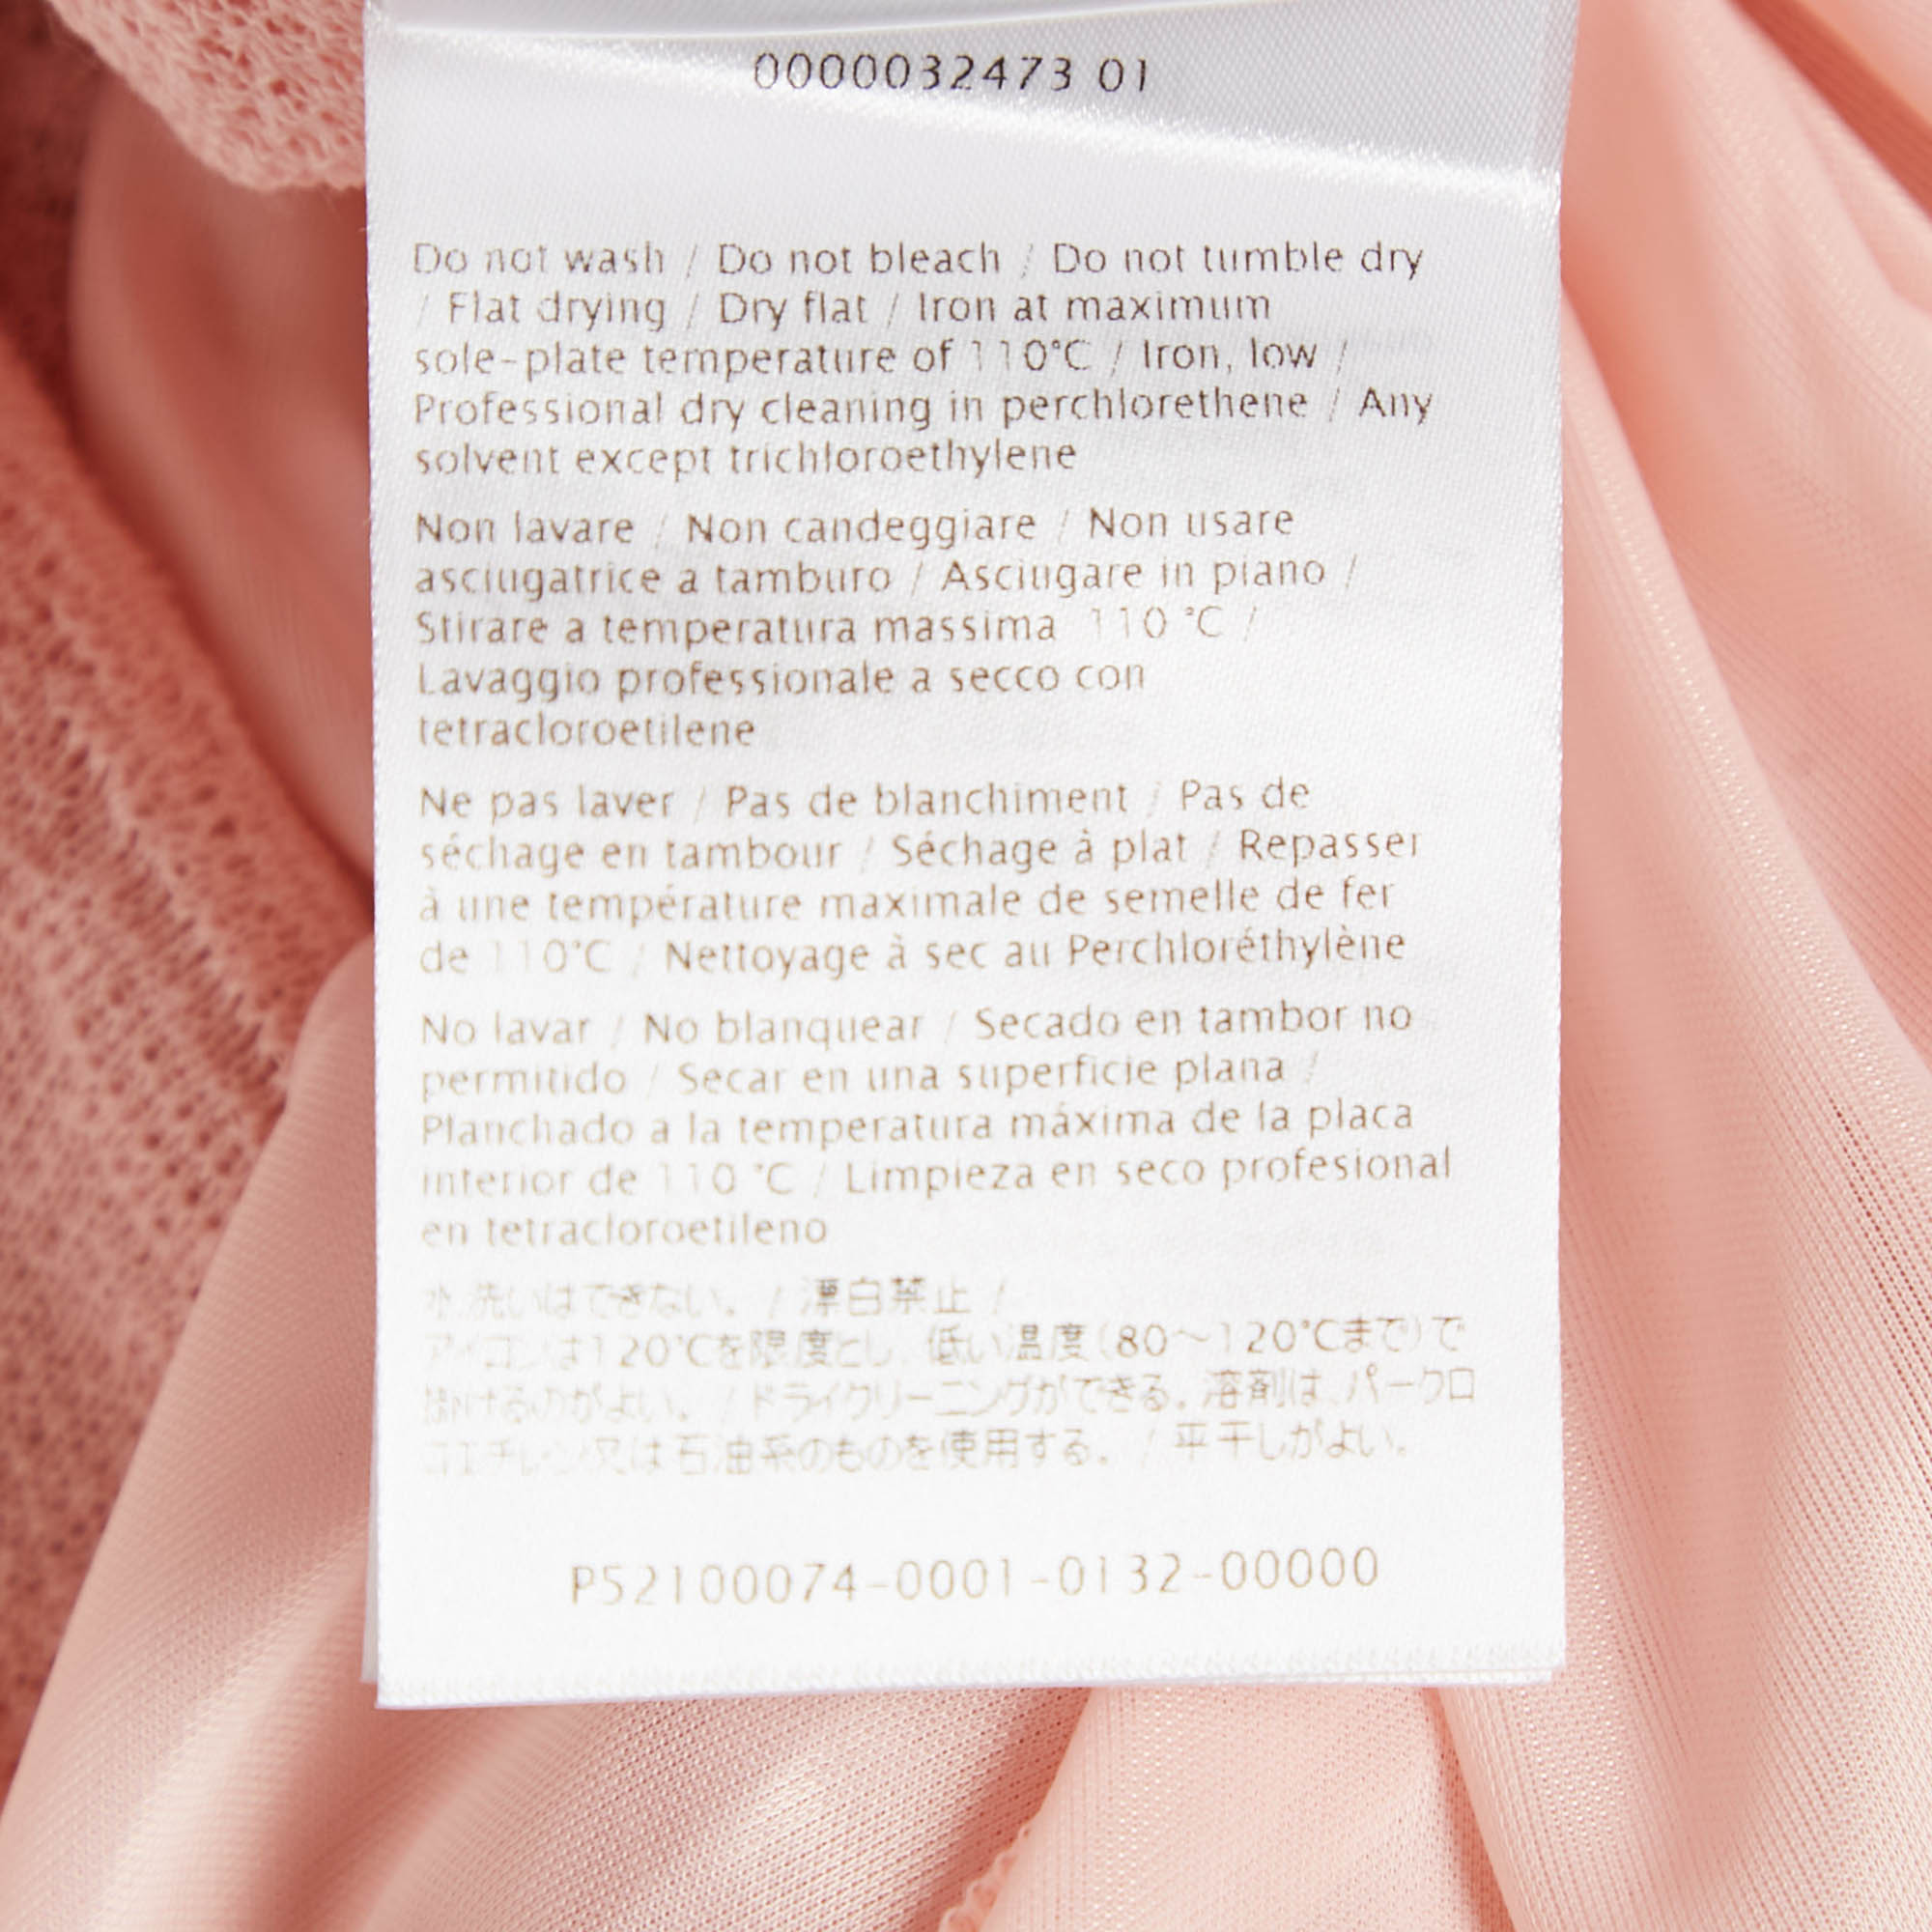 0000032473 01
Do not wash / Do not bleach / Do not tumble dry
/ Flat drying / Dry flat / Iron at maximum
sole-plate temperature of 110°C / Iron, low /
Professional dry cleaning in perchlorethene / Any
solvent except trichloroethylene
Non lavare / Non candeggiare / Non usare
asciugatrice a tamburo / Asciugare in piano /
Stirare a temperatura massima 110 °C /
Lavaggio professionale a secco con
tetracloroetilene
Ne pas laver / Pas de blanchiment / Pas de
séchage en tambour / Séchage à plat / Repasser
à une température maximale de semelle de fer
de 110°C / Nettoyage à sec au Perchloréthylène
No lavar / No blanquear / Secado en tambor no
permitido / Secar en una superficie plana /
Planchado a la temperatura máxima de la placa
interior de 110 °C / Limpieza en seco profesional
en tetracloroetileno
水洗いはできない。 / 漂白禁止 /
アイコンは120°Cを限度とし、低い温度(80〜120°Cまで)で
掛けるのがよい。 / ドライクリーニングができる。溶剤は、パークロ
ロエチレン又は石油系のものを使用する。 / 平干しがよい。
P52100074-0001-0132-00000